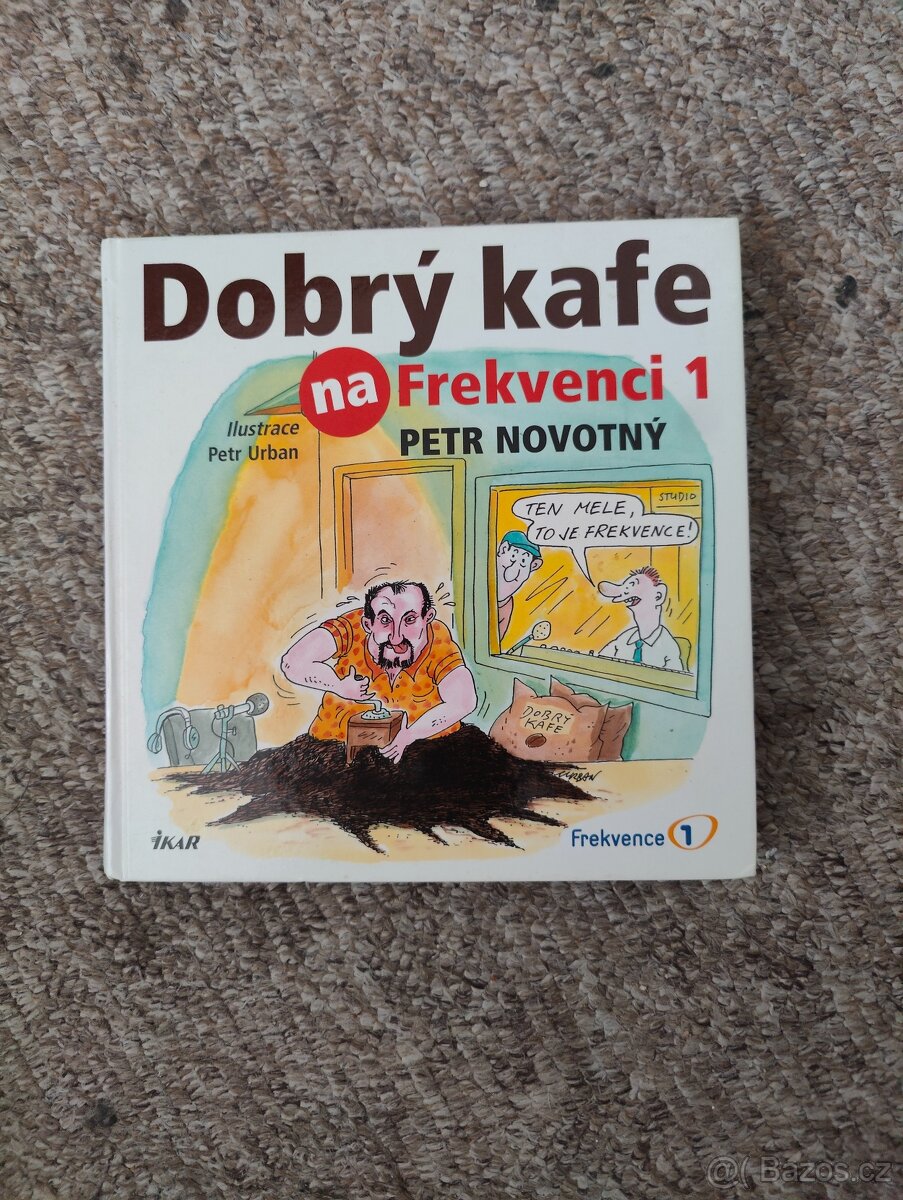 Dobrý kafe
na Frekvenci 1
Ilustrace
Petr Urban
PETR NOVOTNÝ
STUDIO
TEN MELE,
TO JE FREKVENCE!
DOBRÝ
KAFE
URBAN
IKAR
Frekvence 1
@( Bazos.cz